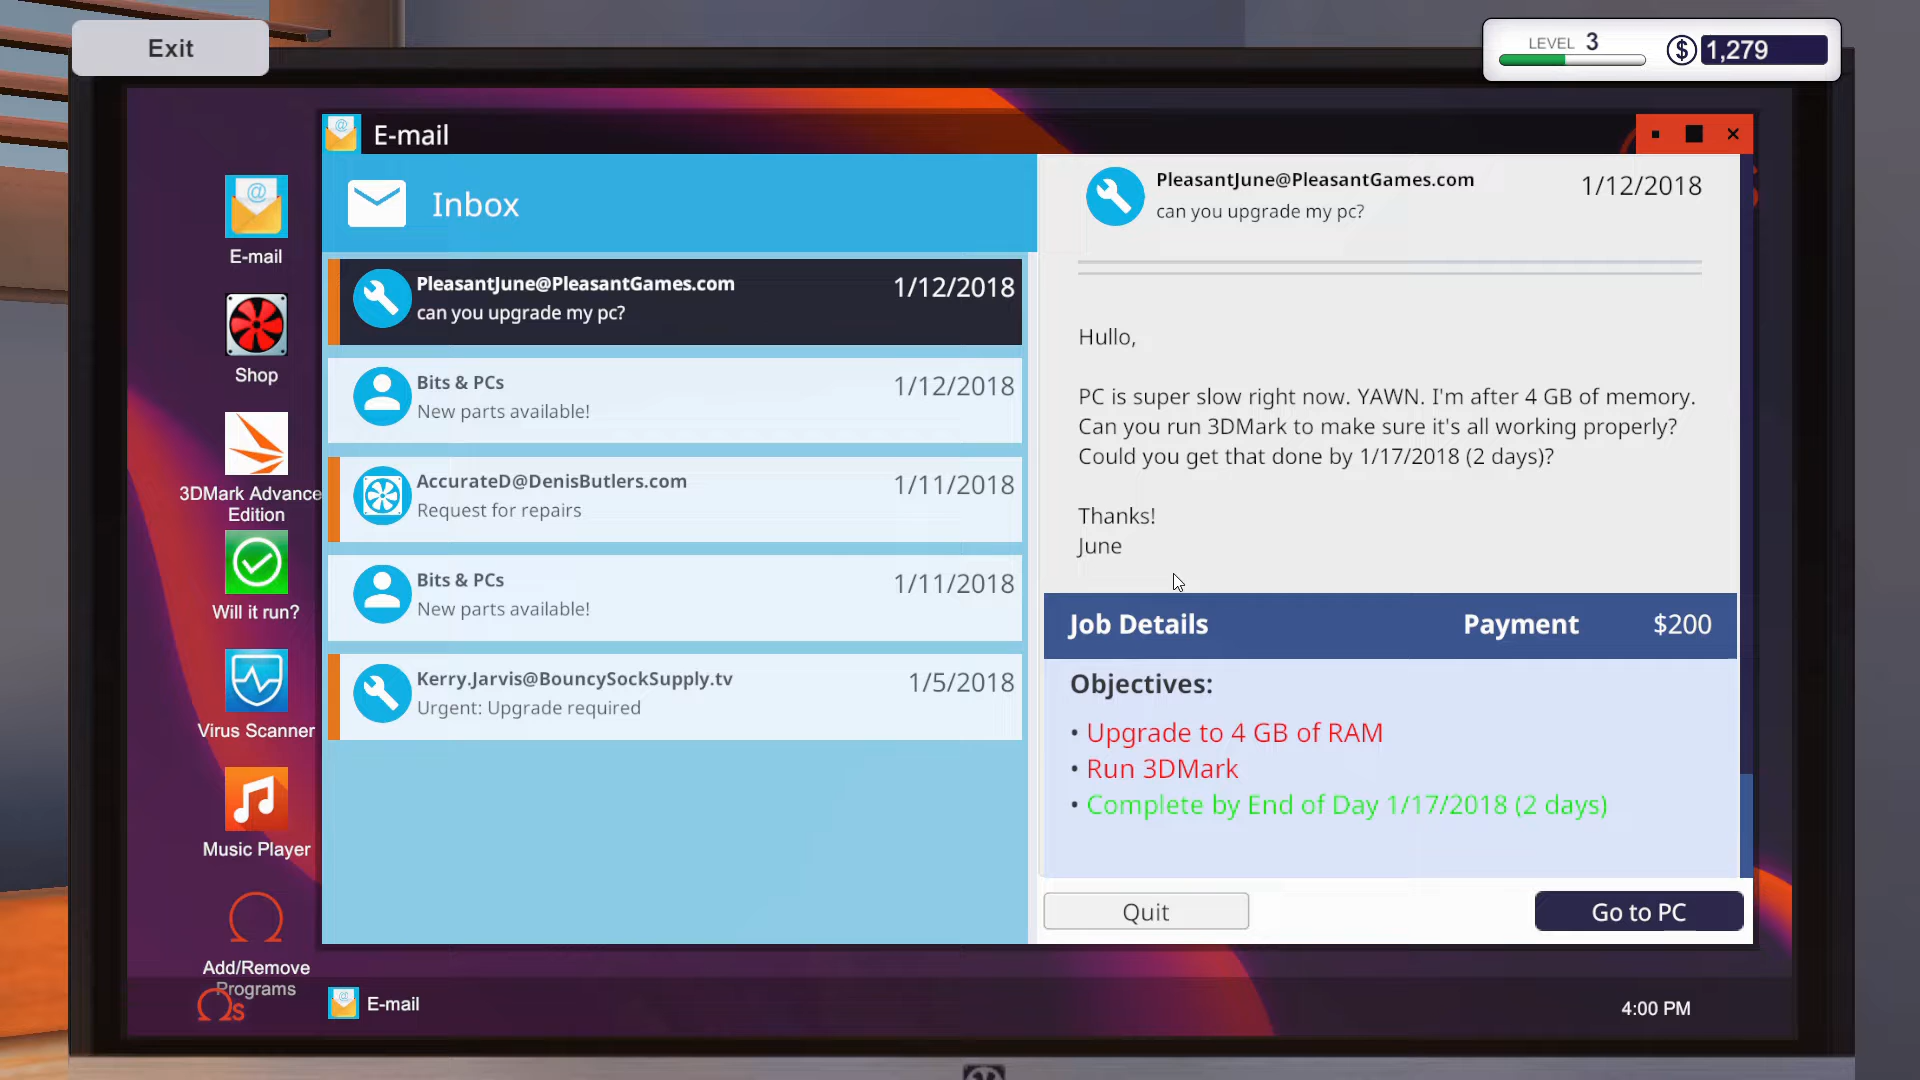 Exit
LEVEL 3
$ 1,279
E-mail
E-mail
Shop
3DMark Advance
Edition
Will it run?
Virus Scanner
Music Player
Add/Remove
Programs
Inbox
PleasantJune@PleasantGames.com 1/12/2018
can you upgrade my pc?
Bits & PCs 1/12/2018
New parts available!
AccurateD@DenisButlers.com 1/11/2018
Request for repairs
Bits & PCs 1/11/2018
New parts available!
Kerry.Jarvis@BouncySockSupply.tv 1/5/2018
Urgent: Upgrade required
PleasantJune@PleasantGames.com 1/12/2018
can you upgrade my pc?
Hullo,
PC is super slow right now. YAWN. I'm after 4 GB of memory.
Can you run 3DMark to make sure it's all working properly?
Could you get that done by 1/17/2018 (2 days)?
Thanks!
June
Job Details Payment $200
Objectives:
• Upgrade to 4 GB of RAM
• Run 3DMark
• Complete by End of Day 1/17/2018 (2 days)
Quit
Go to PC
Ωs
E-mail
4:00 PM